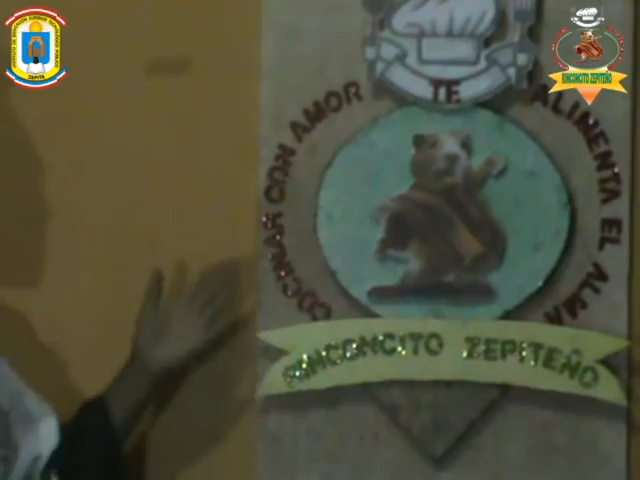 TE
COCINAR CON AMOR
ALIMENTA EL ALMA
RINCONCITO ZEPITEÑO
RINCONCITO ZEPITEÑO
ZEPITA